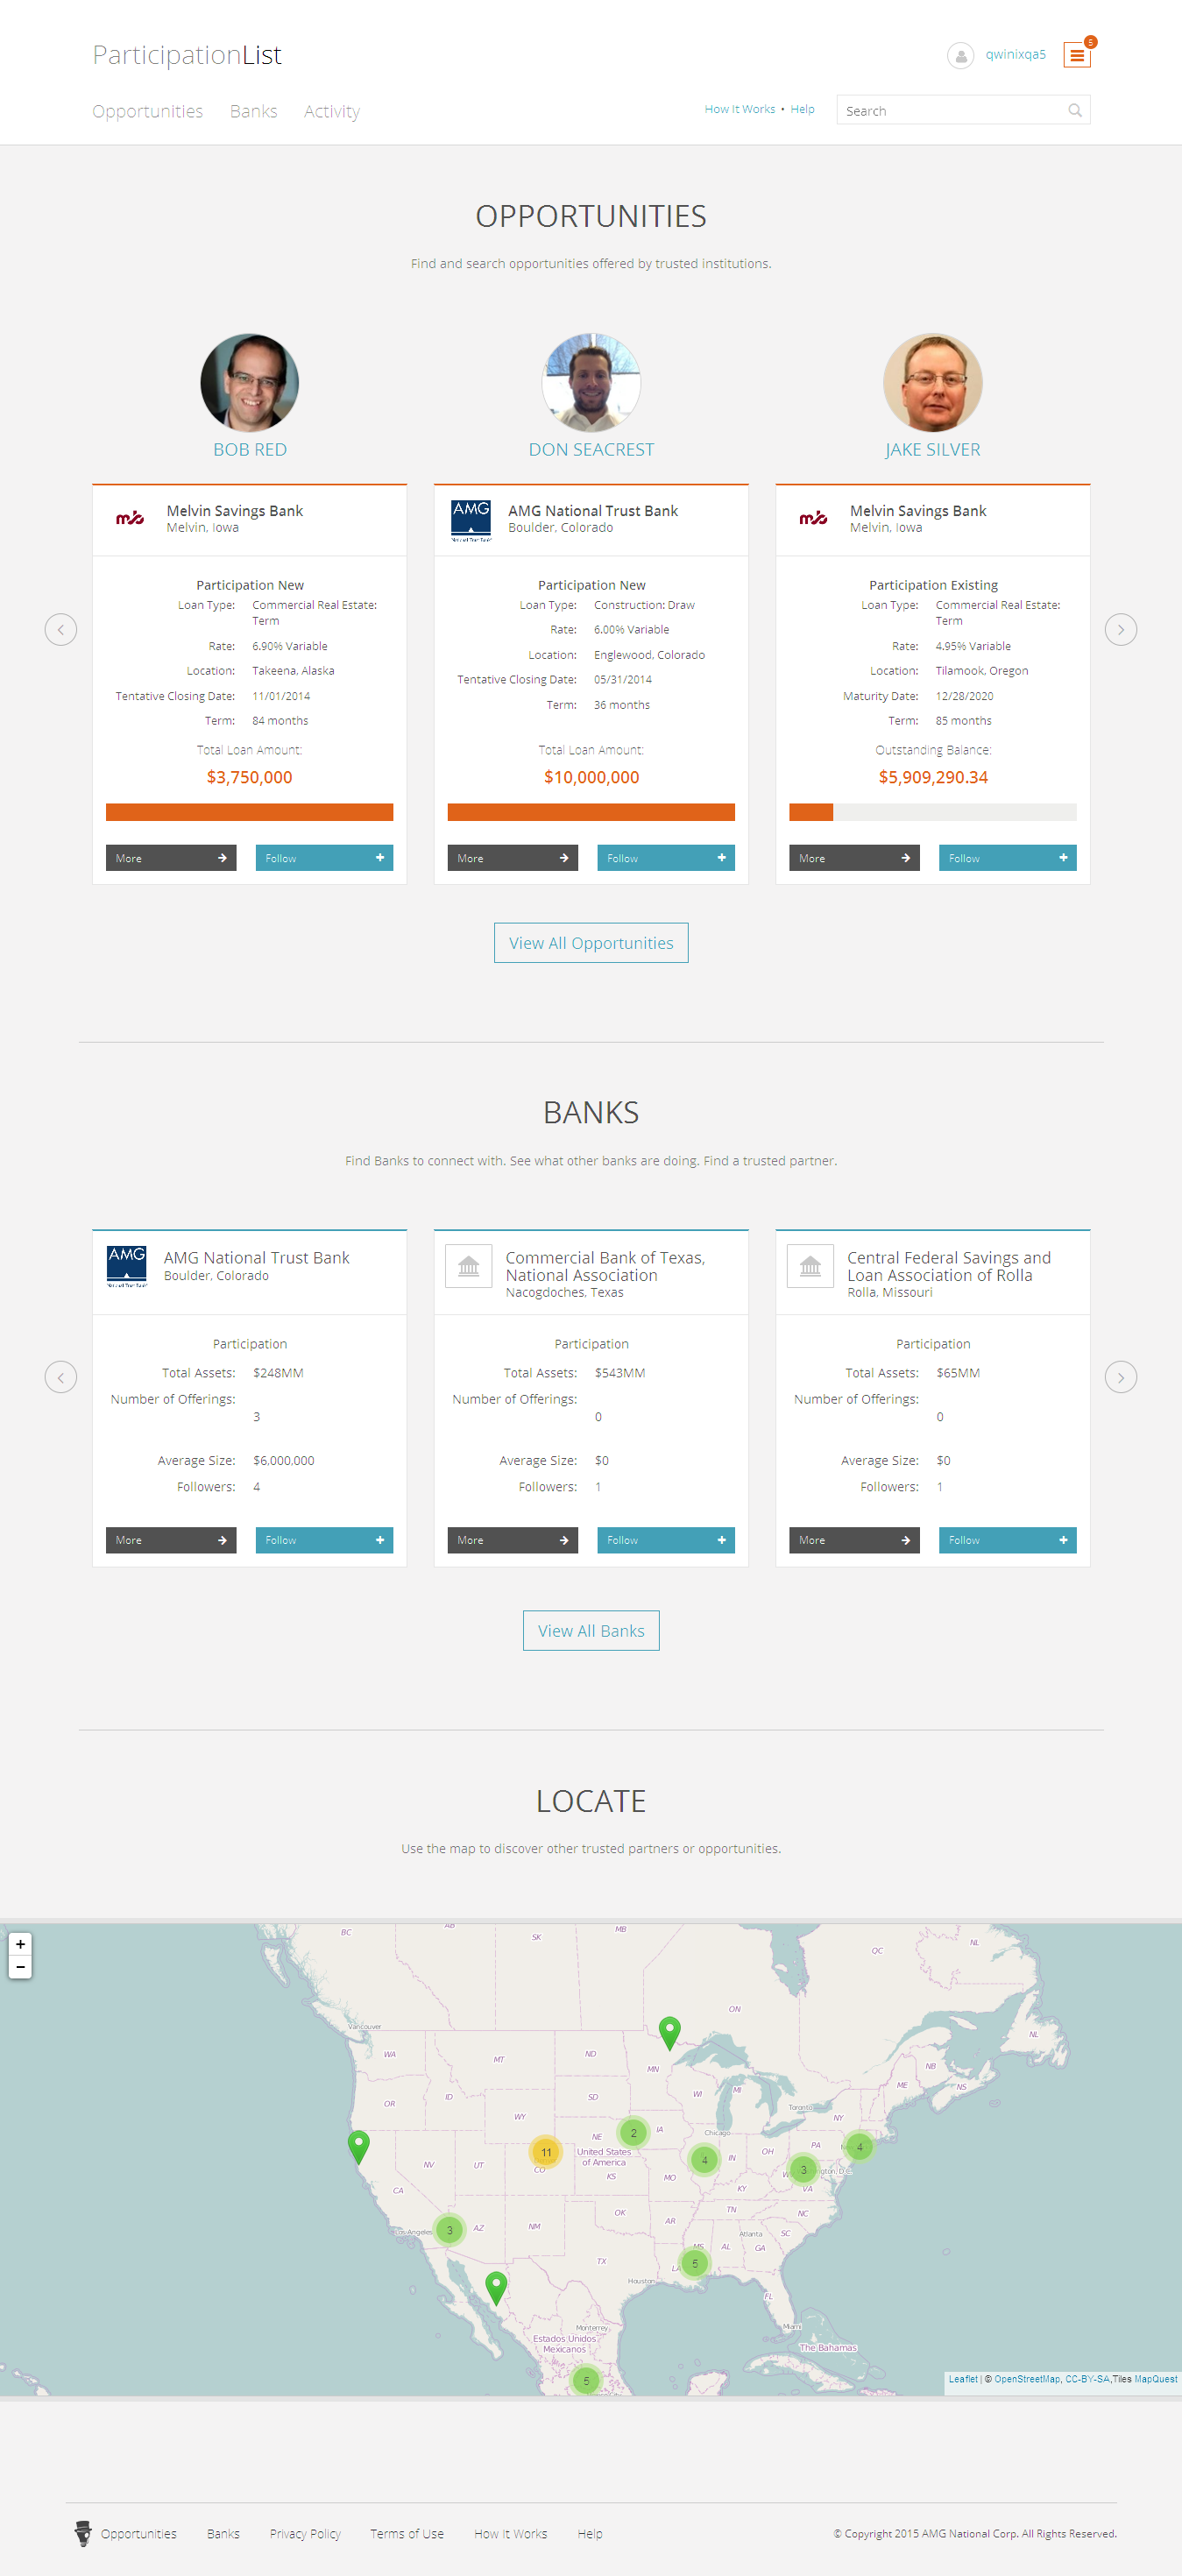 ParticipationList
qwinixqa5
5
Opportunities Banks Activity
How It Works • Help
Search
OPPORTUNITIES
Find and search opportunities offered by trusted institutions.
BOB RED
DON SEACREST
JAKE SILVER
mb
Melvin Savings Bank
Melvin, Iowa
Participation New
Loan Type: Commercial Real Estate:
Term
Rate: 6.90% Variable
Location: Takeena, Alaska
Tentative Closing Date: 11/01/2014
Term: 84 months
Total Loan Amount:
$3,750,000
More
Follow
AMG
National Trust Bank
AMG National Trust Bank
Boulder, Colorado
Participation New
Loan Type: Construction: Draw
Rate: 6.00% Variable
Location: Englewood, Colorado
Tentative Closing Date: 05/31/2014
Term: 36 months
Total Loan Amount:
$10,000,000
More
Follow
mb
Melvin Savings Bank
Melvin, Iowa
Participation Existing
Loan Type: Commercial Real Estate:
Term
Rate: 4.95% Variable
Location: Tilamook, Oregon
Maturity Date: 12/28/2020
Term: 85 months
Outstanding Balance:
$5,909,290.34
More
Follow
View All Opportunities
BANKS
Find Banks to connect with. See what other banks are doing. Find a trusted partner.
AMG
AMG National Trust Bank
Boulder, Colorado
Participation
Total Assets: $248MM
Number of Offerings:
3
Average Size: $6,000,000
Followers: 4
More
Follow
Commercial Bank of Texas,
National Association
Nacogdoches, Texas
Participation
Total Assets: $543MM
Number of Offerings:
0
Average Size: $0
Followers: 1
More
Follow
Central Federal Savings and
Loan Association of Rolla
Rolla, Missouri
Participation
Total Assets: $65MM
Number of Offerings:
0
Average Size: $0
Followers: 1
More
Follow
View All Banks
LOCATE
Use the map to discover other trusted partners or opportunities.
+
−
BC
AB
SK
MB
ON
QC
NL
NL
Vancouver
WA
MT
ND
MN
NB
NS
ME
OR
ID
SD
WI
MI
Toronto
WY
NY
NE
2
IA
Chicago
PA
4
11
CO
United States
of America
4
IN
OH
3
NV
UT
KS
MO
KY
VA
CA
Los Angeles
3
AZ
NM
OK
AR
TN
NC
Atlanta
SC
MS
AL
GA
TX
LA
5
Houston
FL
Monterrey
Miami
Estados Unidos
Mexicanos
The Bahamas
5
Leaflet | © OpenStreetMap, CC-BY-SA,Tiles MapQuest
Opportunities Banks Privacy Policy Terms of Use How It Works Help
© Copyright 2015 AMG National Corp. All Rights Reserved.